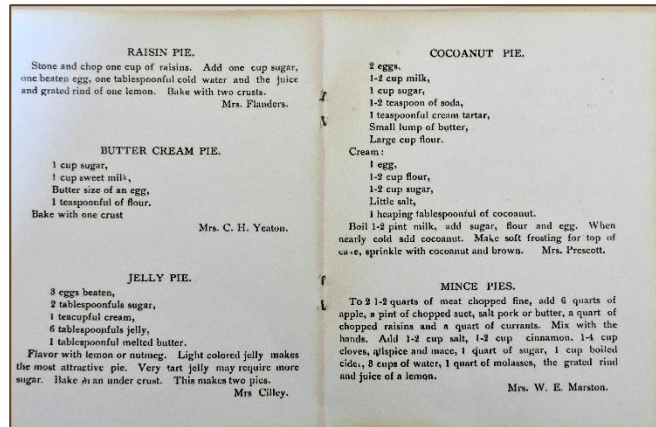 RAISIN PIE.
Stone and chop one cup of raisins. Add one cup sugar,
one beaten egg, one tablespoonful cold water and the juice
and grated rind of one lemon. Bake with two crusts.
Mrs. Flanders.
BUTTER CREAM PIE.
1 cup sugar,
1 cup sweet milk,
Butter size of an egg,
1 teaspoonful of flour.
Bake with one crust
Mrs. C. H. Yeaton.
JELLY PIE.
3 eggs beaten,
2 tablespoonfuls sugar,
1 teacupful cream,
6 tablespoonfuls jelly,
1 tablespoonful melted butter.
Flavor with lemon or nutmeg. Light colored jelly makes
the most attractive pie. Very tart jelly may require more
sugar. Bake in an under crust. This makes two pies.
Mrs Cilley.
COCOANUT PIE.
2 eggs.
1-2 cup milk,
1 cup sugar,
1-2 teaspoon of soda,
1 teaspoonful cream tartar,
Small lump of butter,
Large cup flour.
Cream:
1 egg,
1-2 cup flour,
1-2 cup sugar,
Little salt,
1 heaping tablespoonful of cocoanut.
Boil 1-2 pint milk, add sugar, flour and egg. When
nearly cold add cocoanut. Make soft frosting for top of
cake, sprinkle with cocoanut and brown. Mrs. Prescott.
MINCE PIES.
To 2 1-2 quarts of meat chopped fine, add 6 quarts of
apple, a pint of chopped suet, salt pork or butter, a quart of
chopped raisins and a quart of currants. Mix with the
hands. Add 1-2 cup salt, 1-2 cup cinnamon. 1-4 cup
cloves, allspice and mace, 1 quart of sugar, 1 cup boiled
cider, 3 cups of water, 1 quart of molasses, the grated rind
and juice of a lemon.
Mrs. W. E. Marston.